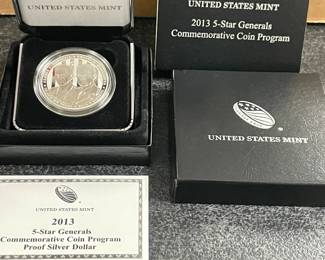 UNITED STATES MINT
UNITED STATES MINT
2013 5-Star Generals
Commemorative Coin Program
UNITED STATES MINT
UNITED STATES MINT
2013
5-Star Generals
Commemorative Coin Program
Proof Silver Dollar